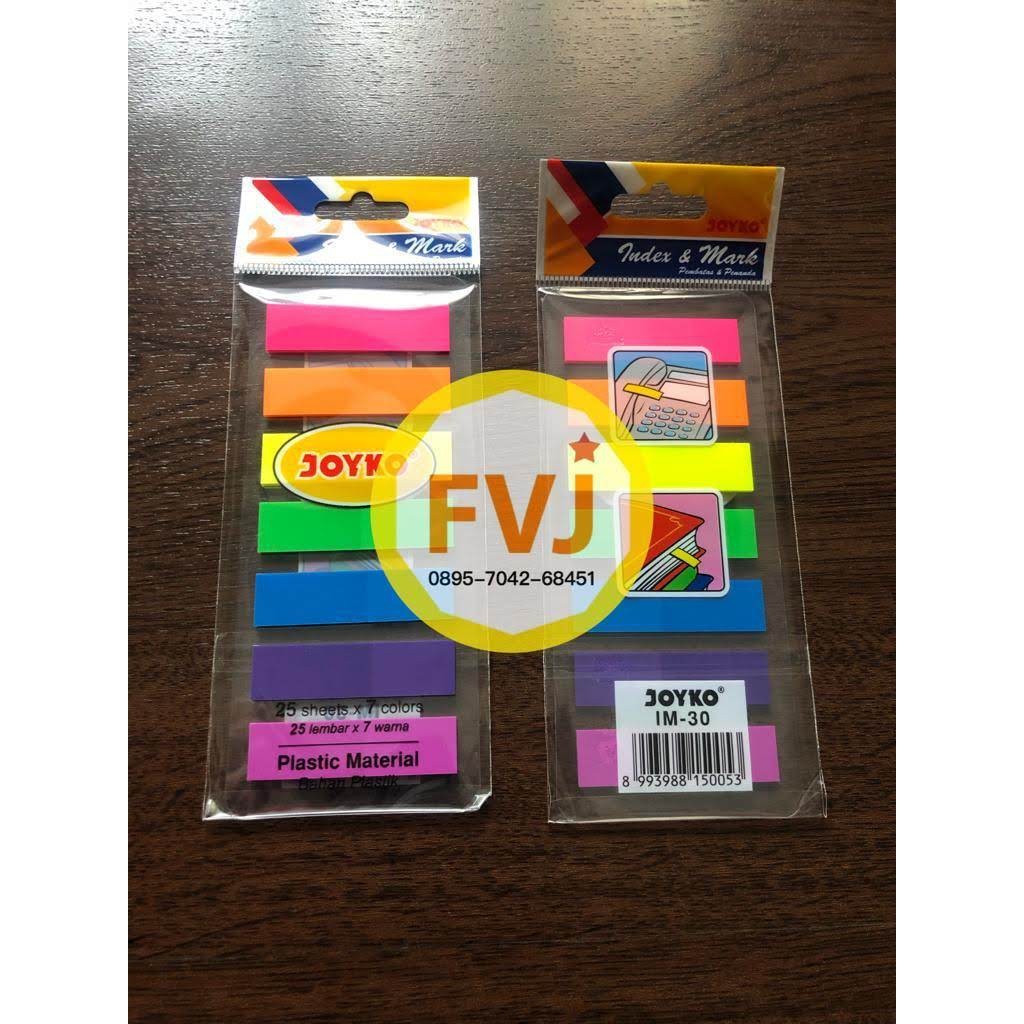 Index & Mark
JOYKO®
25 sheets x 7 colors
25 lembar x 7 warna
Plastic Material
Bahan Plastik
JOYKO®
Index & Mark
Pembatas & Penanda
JOYKO®
IM-30
8 993988 150053
FVJ
0895-7042-68451